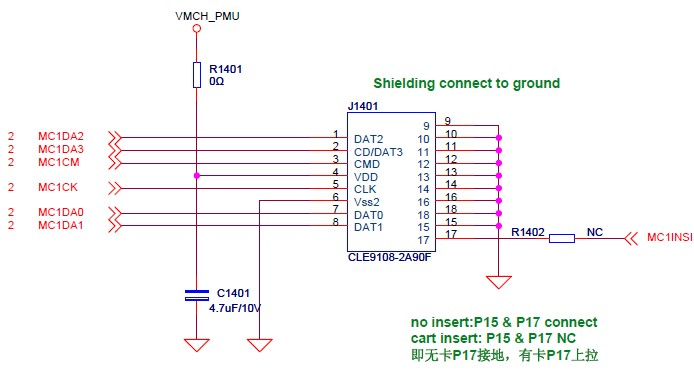 VMCH_PMU
R1401
0Ω
Shielding connect to ground
J1401
2 MC1DA2 1 DAT2
2 MC1DA3 2 CD/DAT3
2 MC1CM 3 CMD
4 VDD
2 MC1CK 5 CLK
6 Vss2
2 MC1DA0 7 DAT0
2 MC1DA1 8 DAT1
9 9
10 10
11 11
12 12
13 13
14 14
16 16
18 18
15 15
17 17
R1402 NC MC1INSI
CLE9108-2A90F
C1401
4.7uF/10V
no insert:P15 & P17 connect
cart insert: P15 & P17 NC
即无卡P17接地，有卡P17上拉